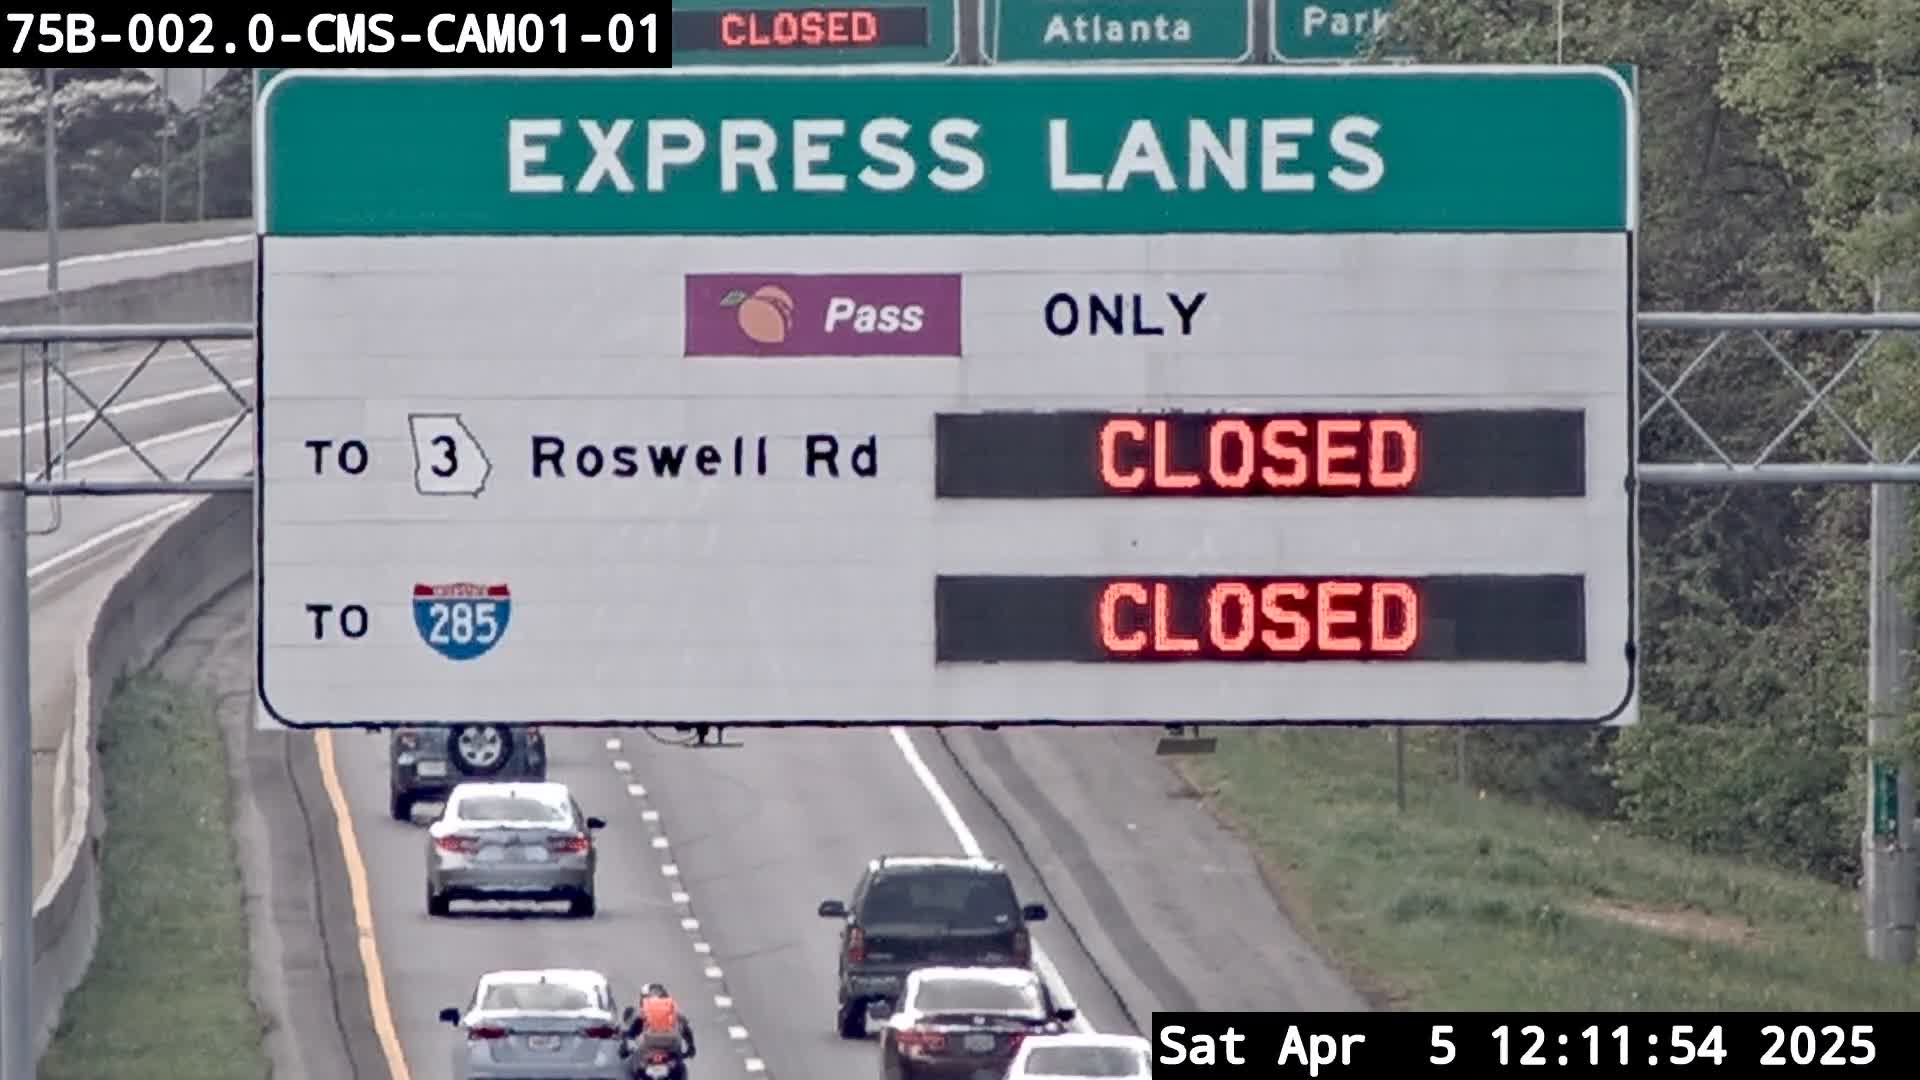 75B-002.0-CMS-CAM01-01
CLOSED
Atlanta
Park
EXPRESS LANES
Pass ONLY
TO 3 Roswell Rd CLOSED
TO 285 CLOSED
Sat Apr 5 12:11:54 2025